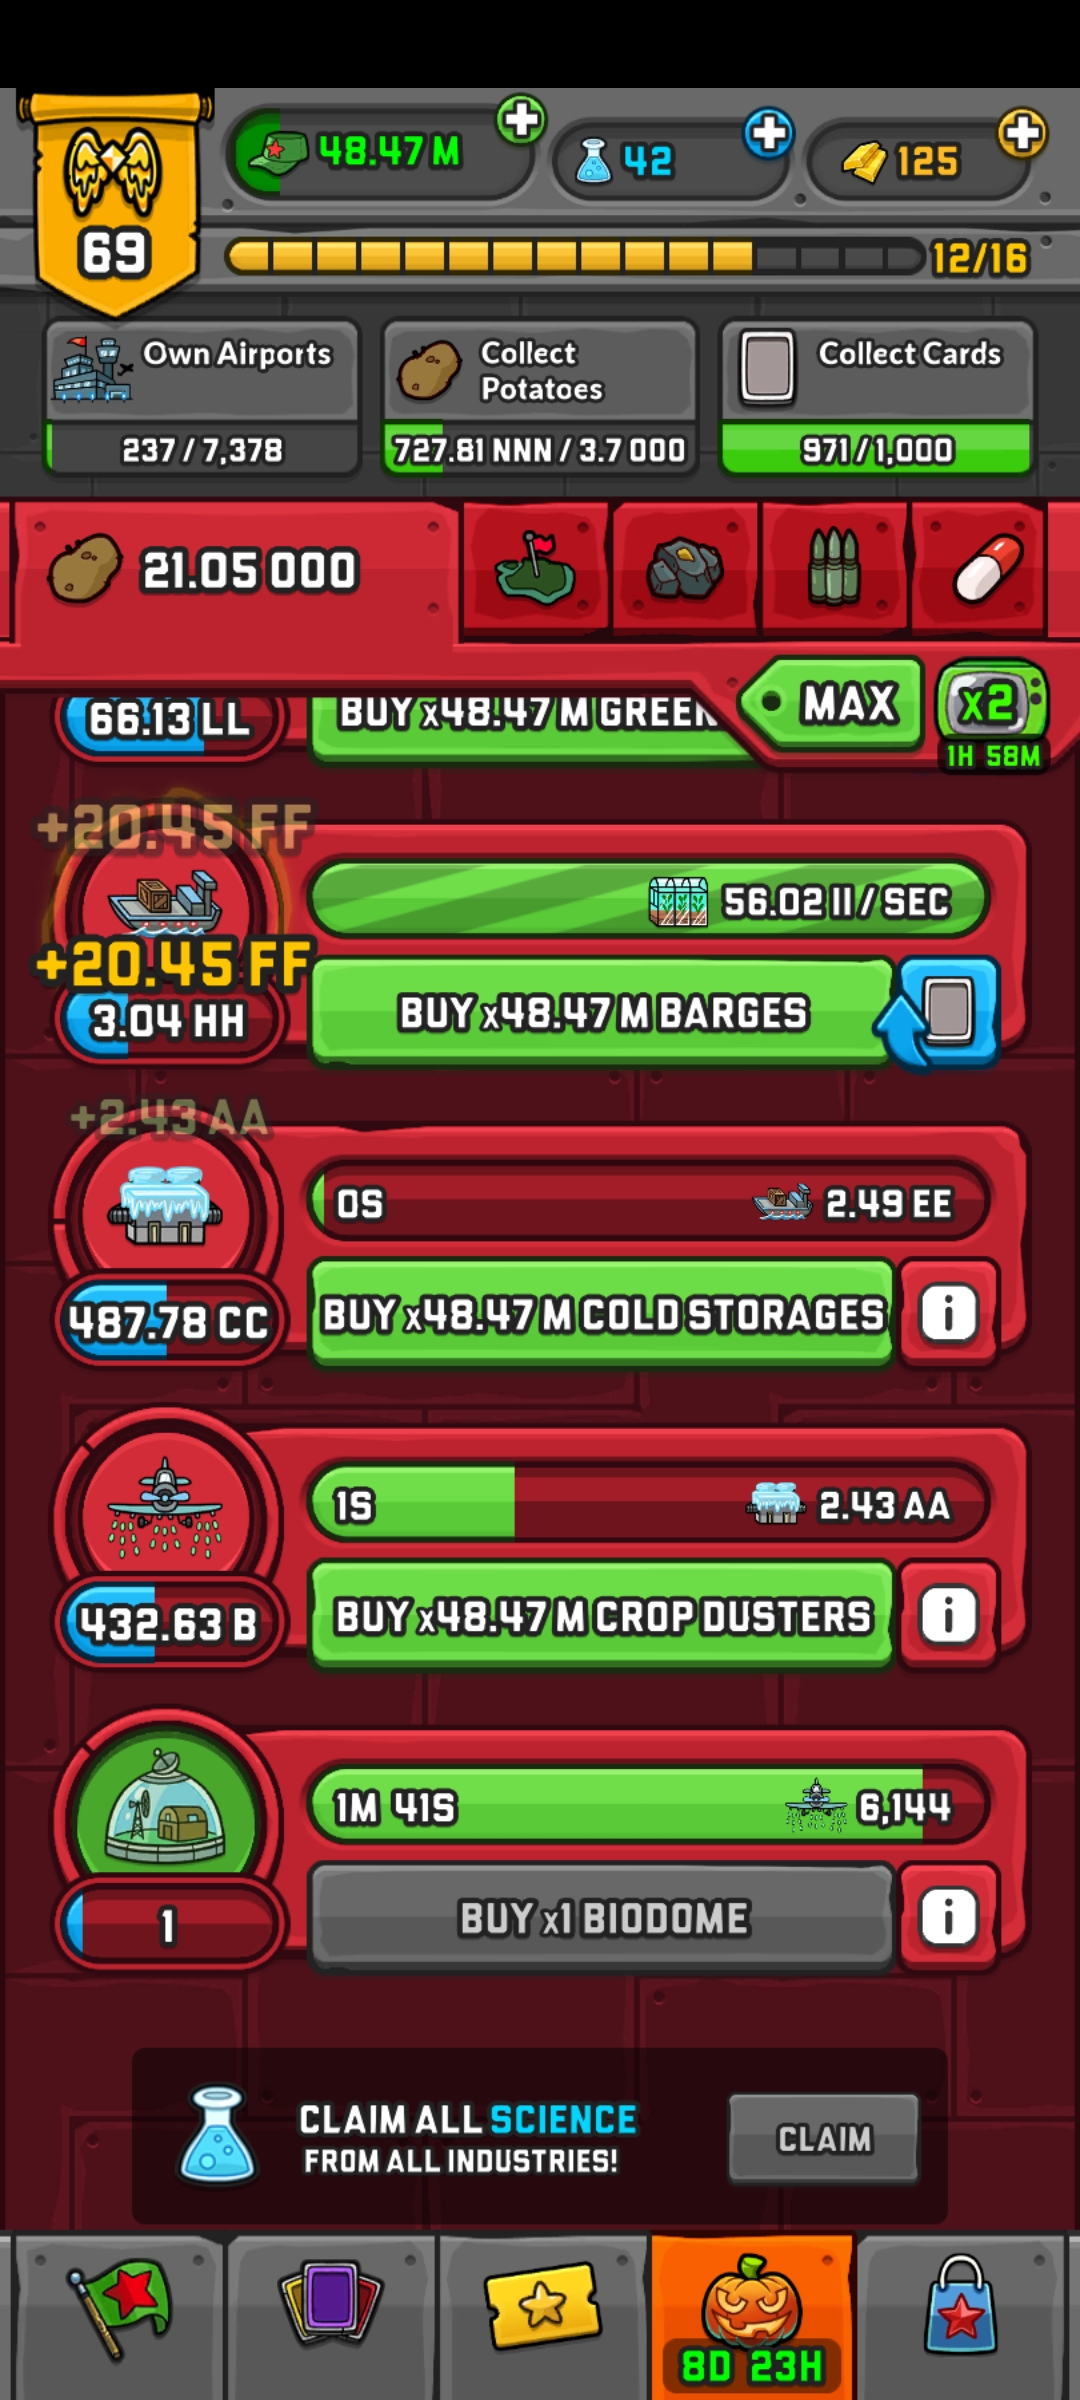 48.47 M
42
125
69
12/16
Own Airports
237 / 7,378
Collect
Potatoes
727.81 NNN / 3.7 OOO
Collect Cards
971 / 1,000
21.05 OOO
MAX
x2
1H 58M
66.13 LL
BUY x48.47 M GREEN
+20.45 FF
56.02 II / SEC
+20.45 FF
3.04 HH
BUY x48.47 M BARGES
+2.43 AA
0S
2.49 EE
487.78 CC
BUY x48.47 M COLD STORAGES
i
1S
2.43 AA
432.63 B
BUY x48.47 M CROP DUSTERS
i
1M 41S
6,144
1
BUY x1 BIODOME
i
CLAIM ALL SCIENCE
FROM ALL INDUSTRIES!
CLAIM
8D 23H